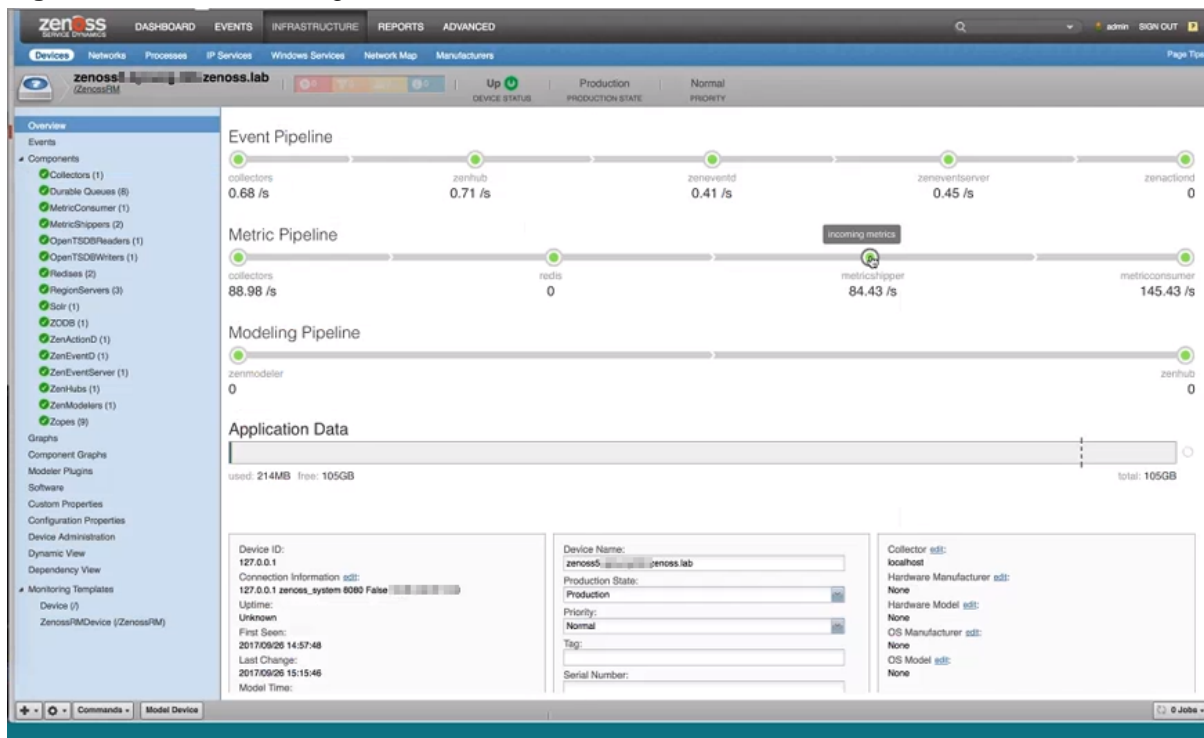 zenoss
SERVICE DYNAMICS
DASHBOARD EVENTS INFRASTRUCTURE REPORTS ADVANCED
admin SIGN OUT
Devices Networks Processes IP Services Windows Services Network Map Manufacturers
Page Tips
zenoss zenoss.lab
/ZenossRM
Up Production Normal
DEVICE STATUS PRODUCTION STATE PRIORITY
Overview
Events
Components
Collectors (1)
Durable Queues (8)
MetricConsumer (1)
MetricShippers (2)
OpenTSDBReaders (1)
OpenTSDBWriters (1)
Redises (2)
RegionServers (3)
Solr (1)
ZODB (1)
ZenActionD (1)
ZenEventD (1)
ZenEventServer (1)
ZenHubs (1)
ZenModelers (1)
Zopes (9)
Graphs
Component Graphs
Modeler Plugins
Software
Custom Properties
Configuration Properties
Device Administration
Dynamic View
Dependency View
Monitoring Templates
Device (/)
ZenossRMDevice (/ZenossRM)
Event Pipeline
collectors zenhub zeneventd zeneventserver zenactiond
0.68 /s 0.71 /s 0.41 /s 0.45 /s 0
Metric Pipeline
incoming metrics
collectors redis metricshipper metricconsumer
88.98 /s 0 84.43 /s 145.43 /s
Modeling Pipeline
zenmodeler zenhub
0 0
Application Data
used: 214MB free: 105GB total: 105GB
Device ID:
127.0.0.1
Connection Information edit:
127.0.0.1 zenoss_system 8080 False
Uptime:
Unknown
First Seen:
2017/09/26 14:57:48
Last Change:
2017/09/26 15:15:46
Model Time:
Device Name:
zenoss5 zenoss.lab
Production State:
Production
Priority:
Normal
Tag:
Serial Number:
Collector edit:
localhost
Hardware Manufacturer edit:
None
Hardware Model edit:
None
OS Manufacturer edit:
None
OS Model edit:
None
Commands Model Device
0 Jobs